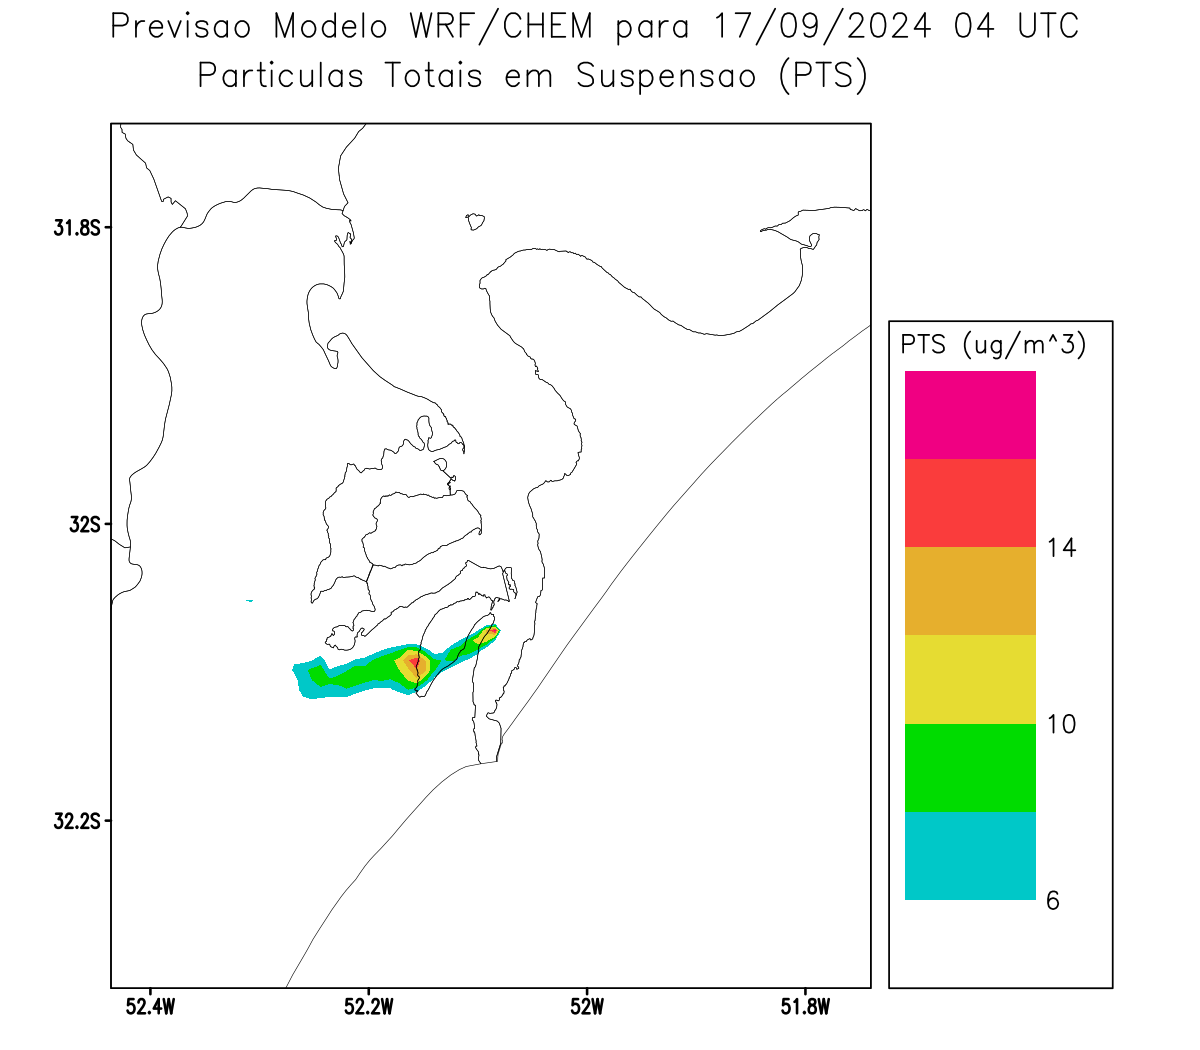 Previsao Modelo WRF/CHEM para 17/09/2024 04 UTC
Particulas Totais em Suspensao (PTS)
31.8S
32S
32.2S
52.4W
52.2W
52W
51.8W
PTS (ug/m^3)
14
10
6